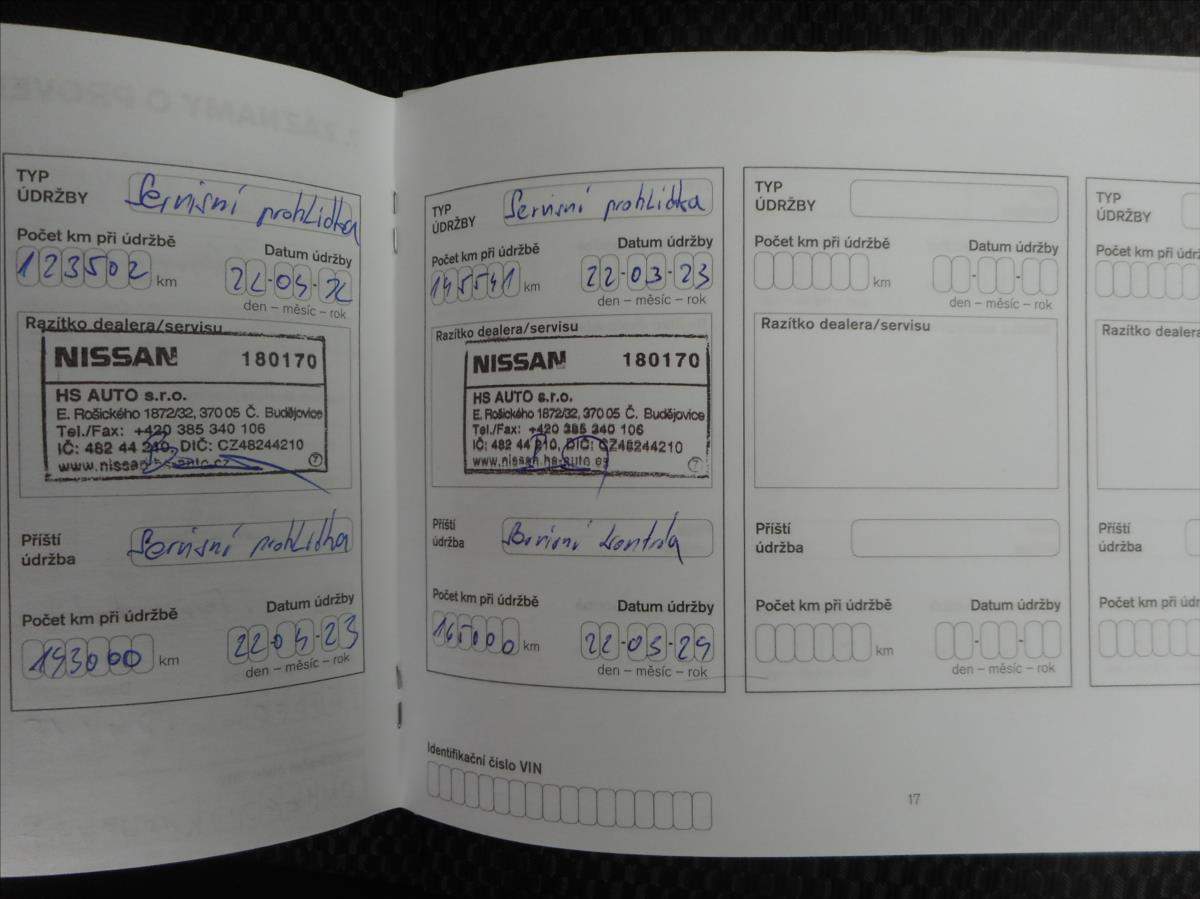 TYP
ÚDRŽBY
Servisní prohlídka
Počet km při údržbě
Datum údržby
123502 km
den – měsíc – rok
Razítko dealera/servisu
NISSAN 180170
HS AUTO s.r.o.
E. Rošického 1872/32, 370 05 Č. Budějovice
Tel./Fax: +420 385 340 106
IČ: 482 44 210, DIČ: CZ48244210
7
Příští
údržba
Servisní prohlídka
Počet km při údržbě
Datum údržby
143000 km
22-04-23
den – měsíc – rok
TYP
ÚDRŽBY
Servisní prohlídka
Počet km při údržbě
Datum údržby
145541 km
22-03-23
den – měsíc – rok
Razítko dealera/servisu
NISSAN 180170
HS AUTO s.r.o.
E. Rošického 1872/32, 370 05 Č. Budějovice
Tel./Fax: +420 385 340 106
IČ: 482 44 210, DIČ: CZ48244210
www.nissan.hs-auto.cz
7
Příští
údržba
Servisní kontrola
Počet km při údržbě
Datum údržby
165000 km
22-03-24
den – měsíc – rok
Identifikační číslo VIN
TYP
ÚDRŽBY
Počet km při údržbě
Datum údržby
km
den – měsíc – rok
Razítko dealera/servisu
Příští
údržba
Počet km při údržbě
Datum údržby
km
den – měsíc – rok
17
TYP
ÚDRŽBY
Počet km při údrž
Razítko dealera
Příští
údržba
Počet km při údrž